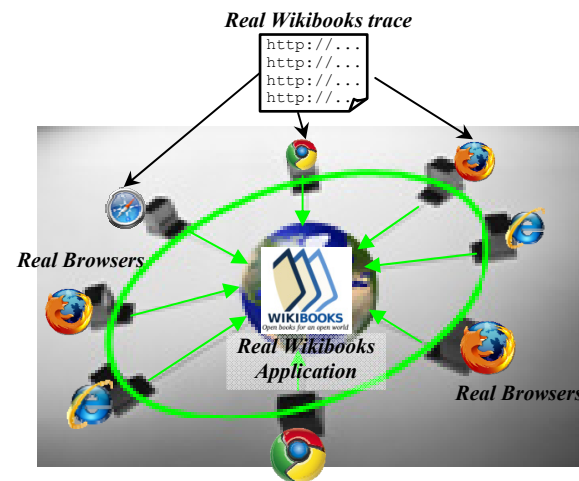 Real Wikibooks trace
http://...
http://...
http://...
http://...
Real Browsers
WIKIBOOKS
Open books for an open world
Real Wikibooks
Application
Real Browsers